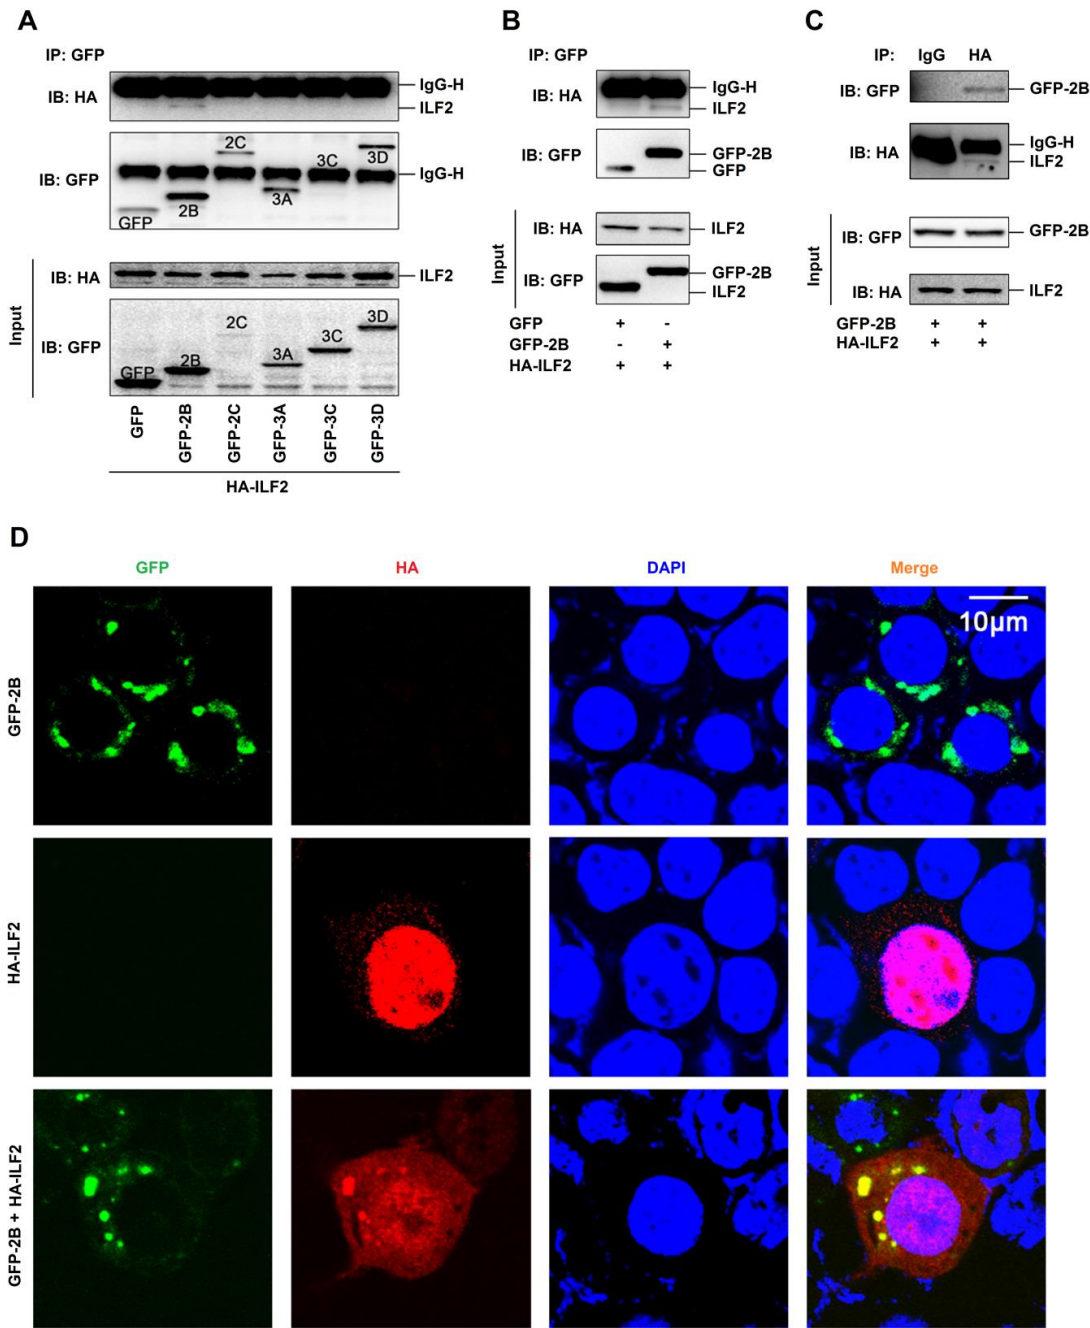 A
IP: GFP
IB: HA
IgG-H
ILF2
IB: GFP
2C
3C
3D
IgG-H
GFP
2B
3A
Input
IB: HA
ILF2
IB: GFP
GFP
2B
2C
3A
3C
3D
GFP
GFP-2B
GFP-2C
GFP-3A
GFP-3C
GFP-3D
HA-ILF2
B
IP: GFP
IB: HA
IgG-H
ILF2
IB: GFP
GFP-2B
GFP
Input
IB: HA
ILF2
IB: GFP
GFP-2B
ILF2
GFP + -
GFP-2B - +
HA-ILF2 + +
C
IP: IgG HA
IB: GFP
GFP-2B
IB: HA
IgG-H
ILF2
Input
IB: GFP
GFP-2B
IB: HA
ILF2
GFP-2B + +
HA-ILF2 + +
D
GFP HA DAPI Merge
GFP-2B
10μm
HA-ILF2
GFP-2B + HA-ILF2